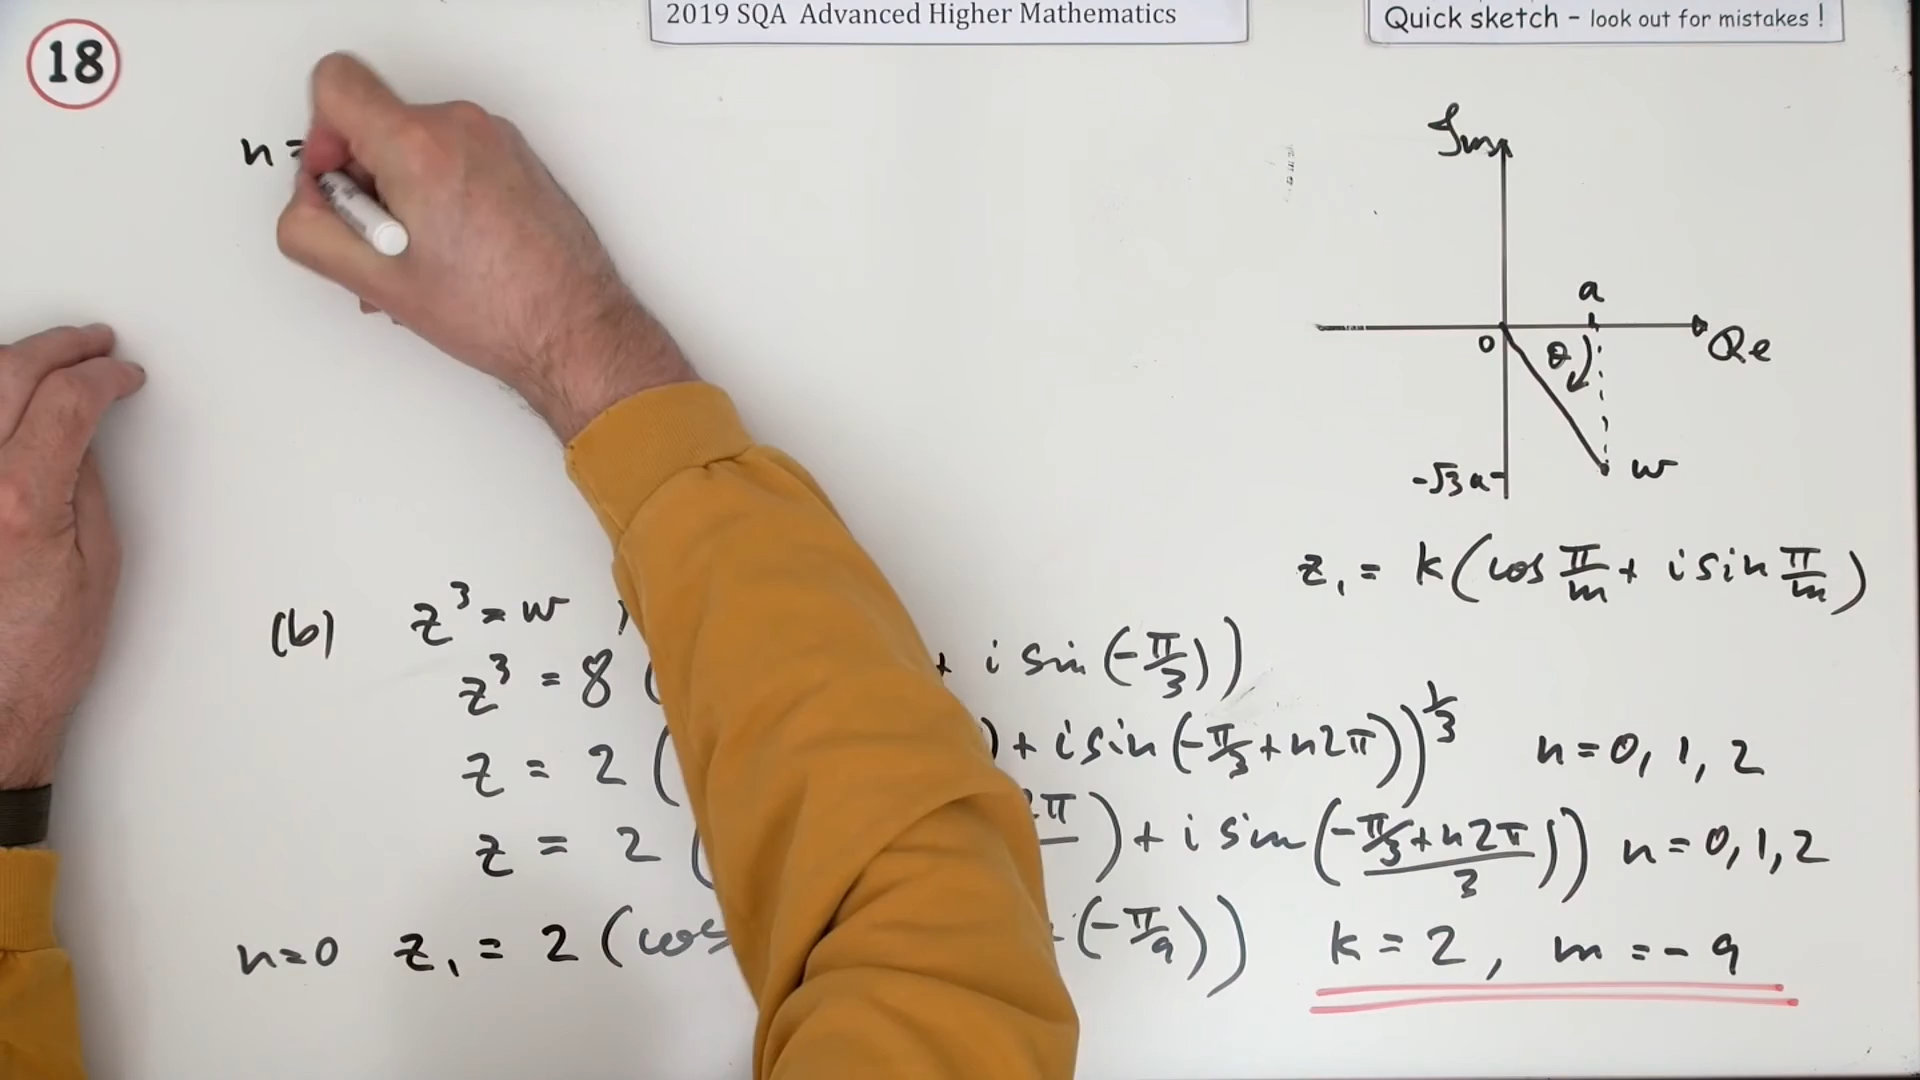 2019 SQA Advanced Higher Mathematics
Quick sketch – look out for mistakes !
18
n =
Im
a
0
θ
Re
-√3 a
w
z₁ = k(cos π/m + i sin π/m)
(b) z³ = w
z³ = 8 ( + i sin (-π/3))
z = 2 ( ) + i sin (-π/3 + n2π))^1/3 n = 0, 1, 2
z = 2 ( 2π ) + i sin (-π/3 + n2π / 3)) n = 0, 1, 2
n = 0 z₁ = 2 (cos (-π/9)) k = 2, m = - 9